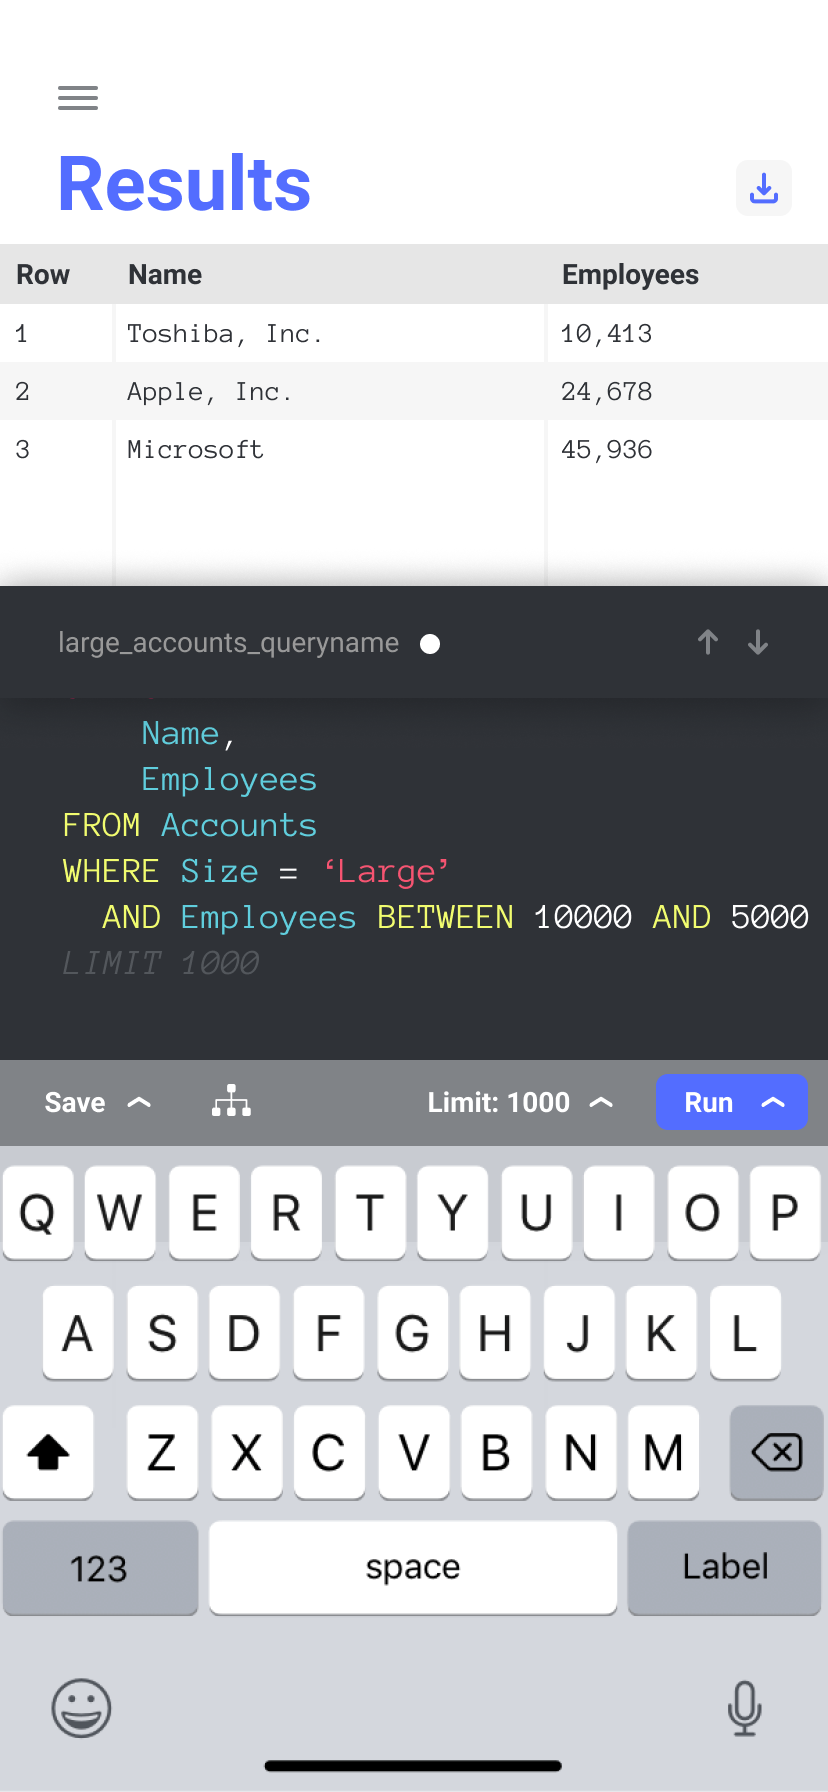 Results
Row Name Employees
1 Toshiba, Inc. 10,413
2 Apple, Inc. 24,678
3 Microsoft 45,936
large_accounts_queryname
Name,
Employees
FROM Accounts
WHERE Size = ‘Large’
AND Employees BETWEEN 10000 AND 5000
LIMIT 1000
Save Limit: 1000 Run
Q W E R T Y U I O P
A S D F G H J K L
Z X C V B N M
123 space Label